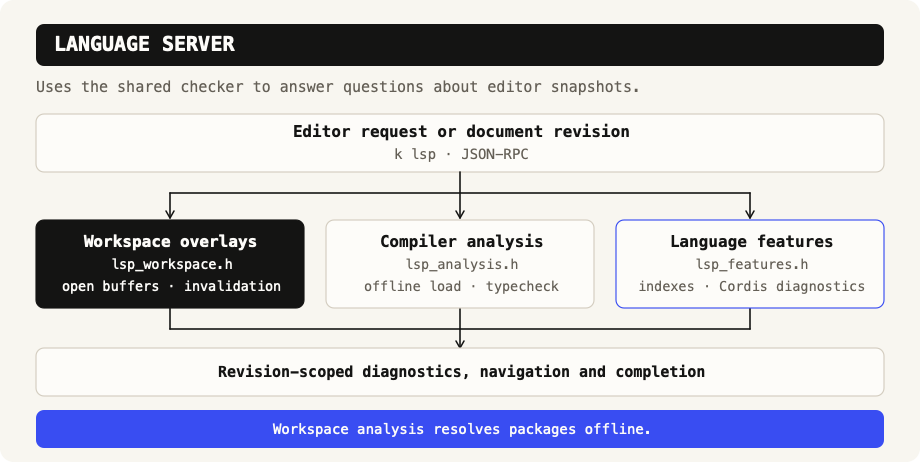 LANGUAGE SERVER
Uses the shared checker to answer questions about editor snapshots.
Editor request or document revision
k lsp · JSON-RPC
Workspace overlays
lsp_workspace.h
open buffers · invalidation
Compiler analysis
lsp_analysis.h
offline load · typecheck
Language features
lsp_features.h
indexes · Cordis diagnostics
Revision-scoped diagnostics, navigation and completion
Workspace analysis resolves packages offline.